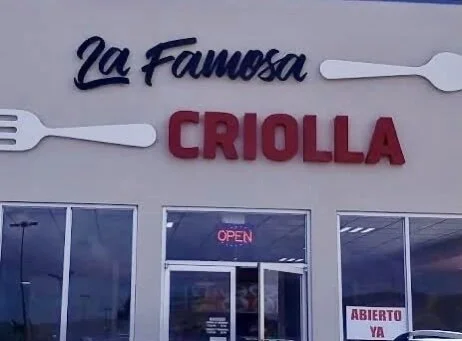 La Famosa
CRIOLLA
OPEN
ABIERTO
YA